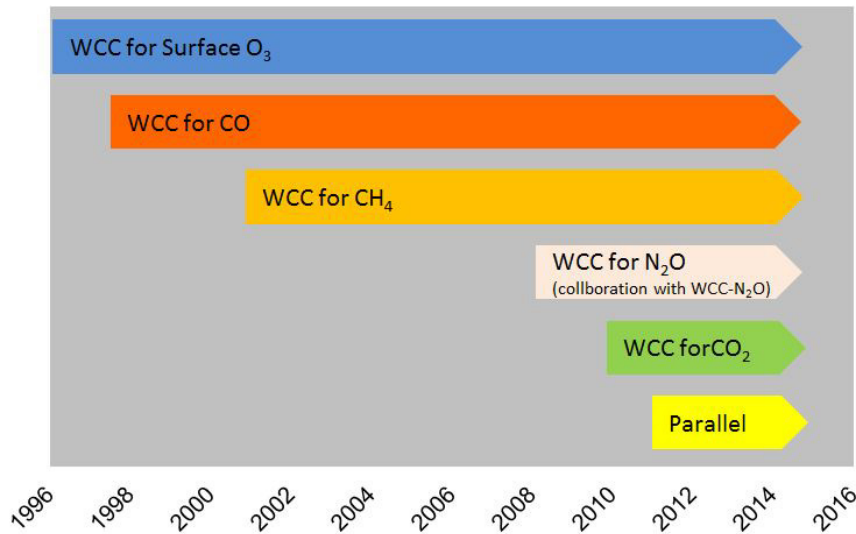 WCC for Surface O₃
WCC for CO
WCC for CH₄
WCC for N₂O
(collboration with WCC-N₂O)
WCC forCO₂
Parallel
1996 1998 2000 2002 2004 2006 2008 2010 2012 2014 2016